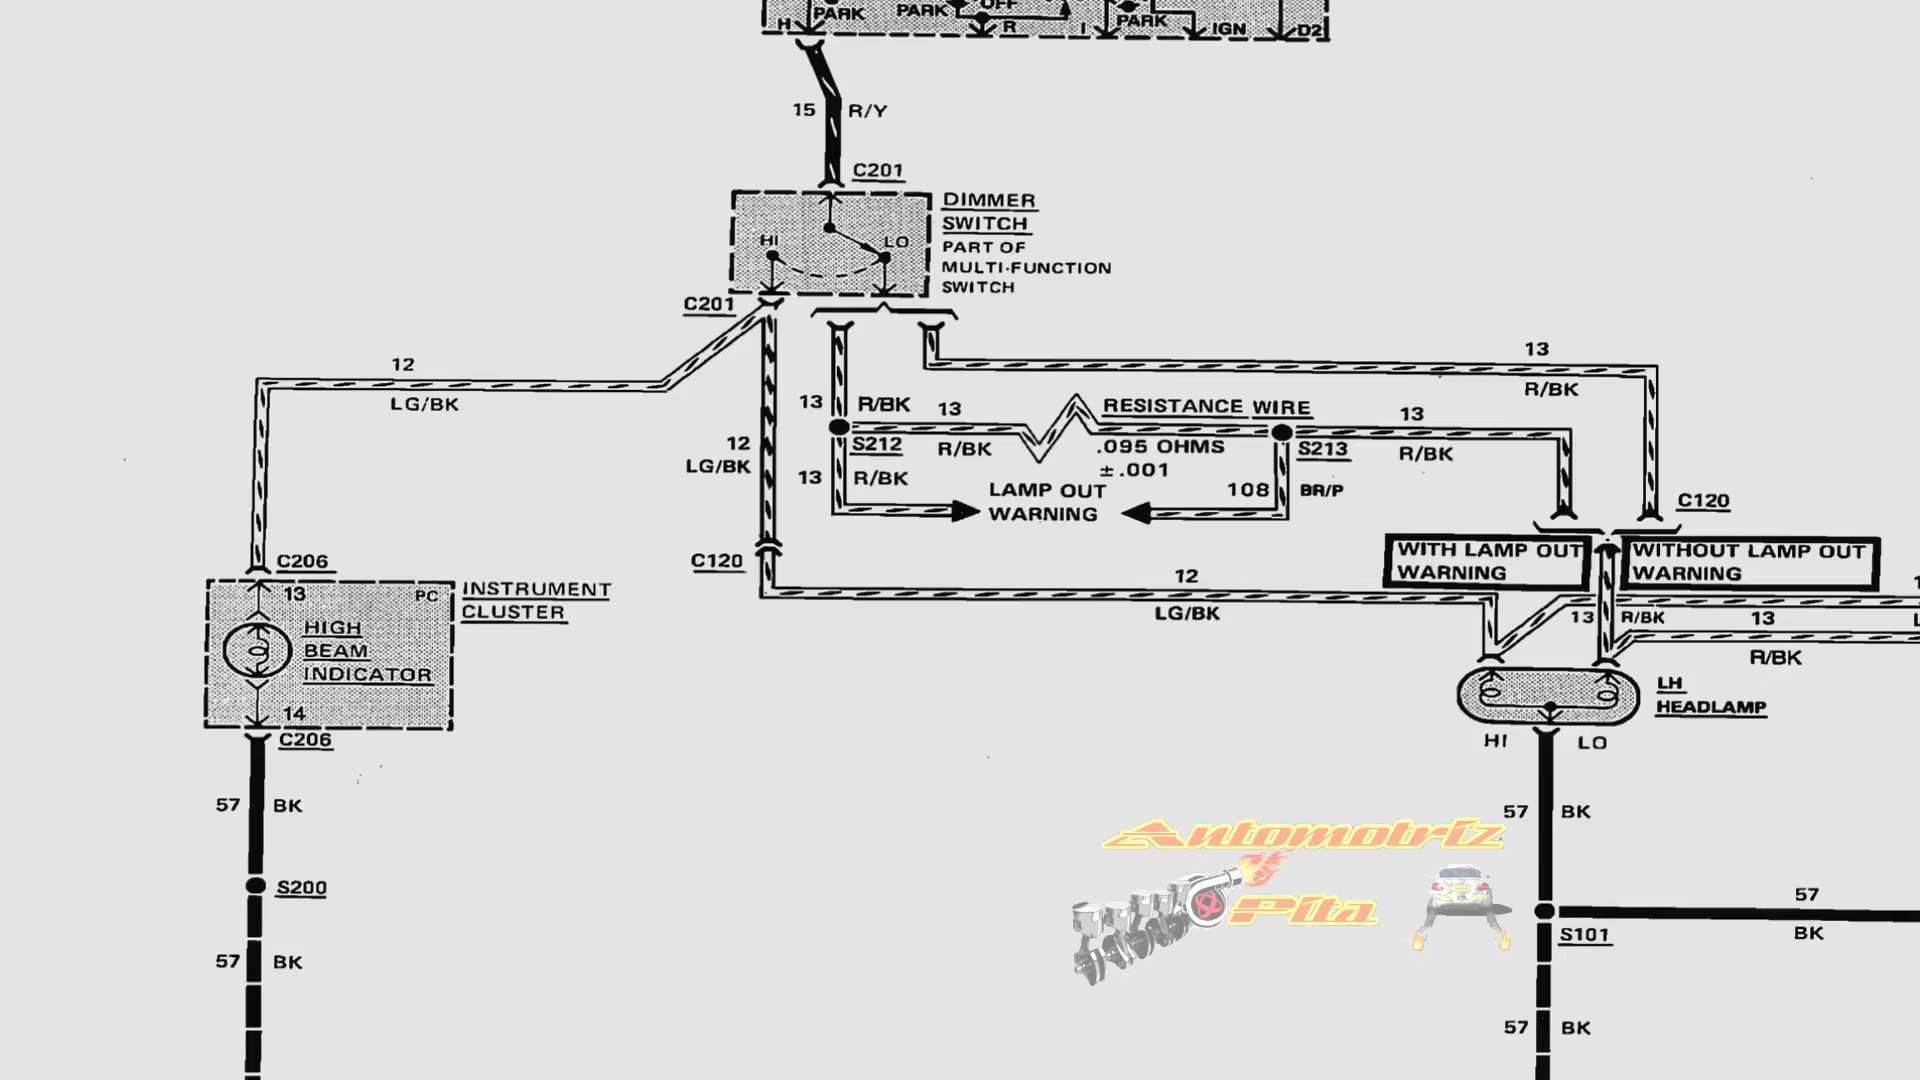 H
PARK
PARK
OFF
R
I
PARK
IGN
D2
15
R/Y
C201
DIMMER
SWITCH
PART OF
MULTI-FUNCTION
SWITCH
HI
LO
C201
12
LG/BK
13
R/BK
13
R/BK
13
R/BK
RESISTANCE WIRE
.095 OHMS
±.001
S212
S213
13
R/BK
12
LG/BK
13
R/BK
LAMP OUT
WARNING
108
BR/P
C120
C120
WITH LAMP OUT
WARNING
WITHOUT LAMP OUT
WARNING
12
LG/BK
13
R/BK
13
R/BK
C206
13
PC
INSTRUMENT
CLUSTER
HIGH
BEAM
INDICATOR
14
C206
LH
HEADLAMP
HI
LO
57
BK
57
BK
S200
57
BK
Automotriz
Pita
S101
57
BK
57
BK